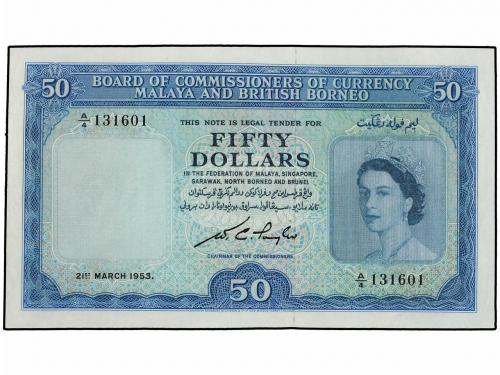 50 BOARD OF COMMISSIONERS OF CURRENCY 50
MALAYA AND BRITISH BORNEO
A/4 131601
THIS NOTE IS LEGAL TENDER FOR
FIFTY
DOLLARS
IN THE FEDERATION OF MALAYA, SINGAPORE,
SARAWAK, NORTH BORNEO AND BRUNEI
CHAIRMAN OF THE COMMISSIONERS
21ST MARCH 1953.
A/4 131601
50